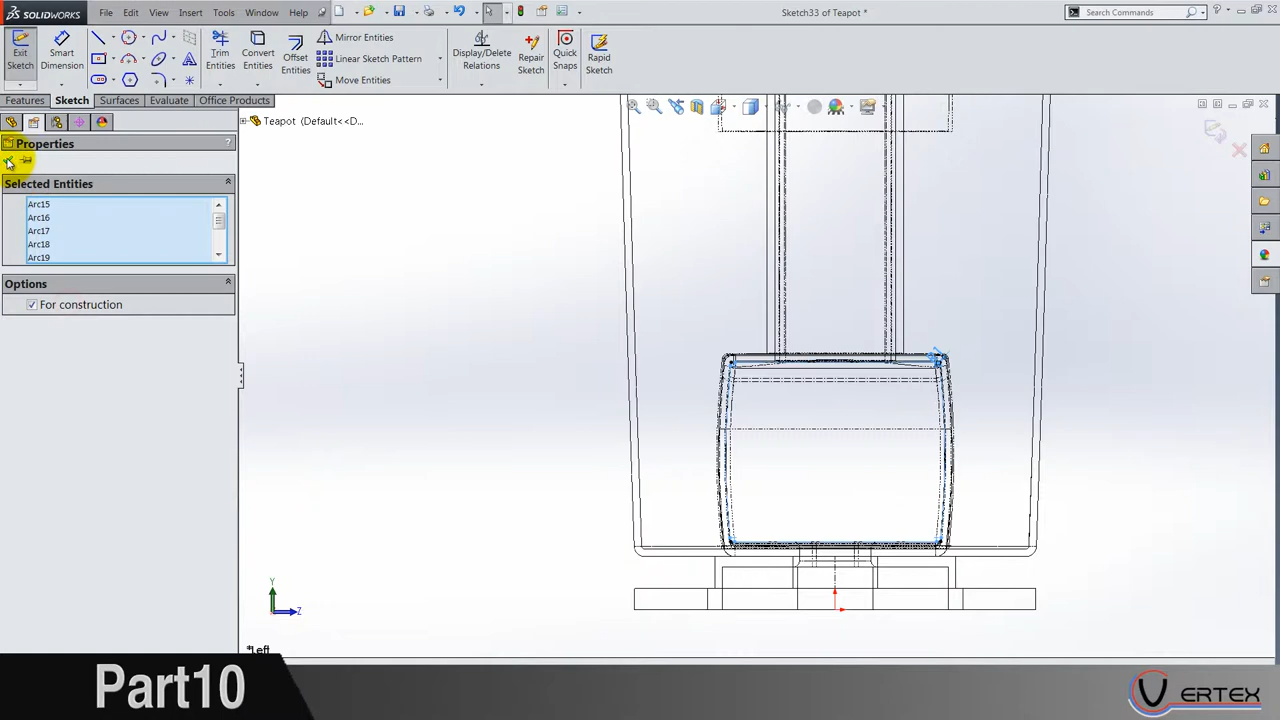 SOLIDWORKS File Edit View Insert Tools Window Help Sketch33 of Teapot * Search Commands
Exit Sketch
Smart Dimension
Trim Entities
Convert Entities
Offset Entities
Mirror Entities
Linear Sketch Pattern
Move Entities
Display/Delete Relations
Repair Sketch
Quick Snaps
Rapid Sketch
Features Sketch Surfaces Evaluate Office Products
Teapot (Default<<D...
Properties ?
Selected Entities
Arc15
Arc16
Arc17
Arc18
Arc19
Options
For construction
Y
Z
*Left
Part10
VERTEX